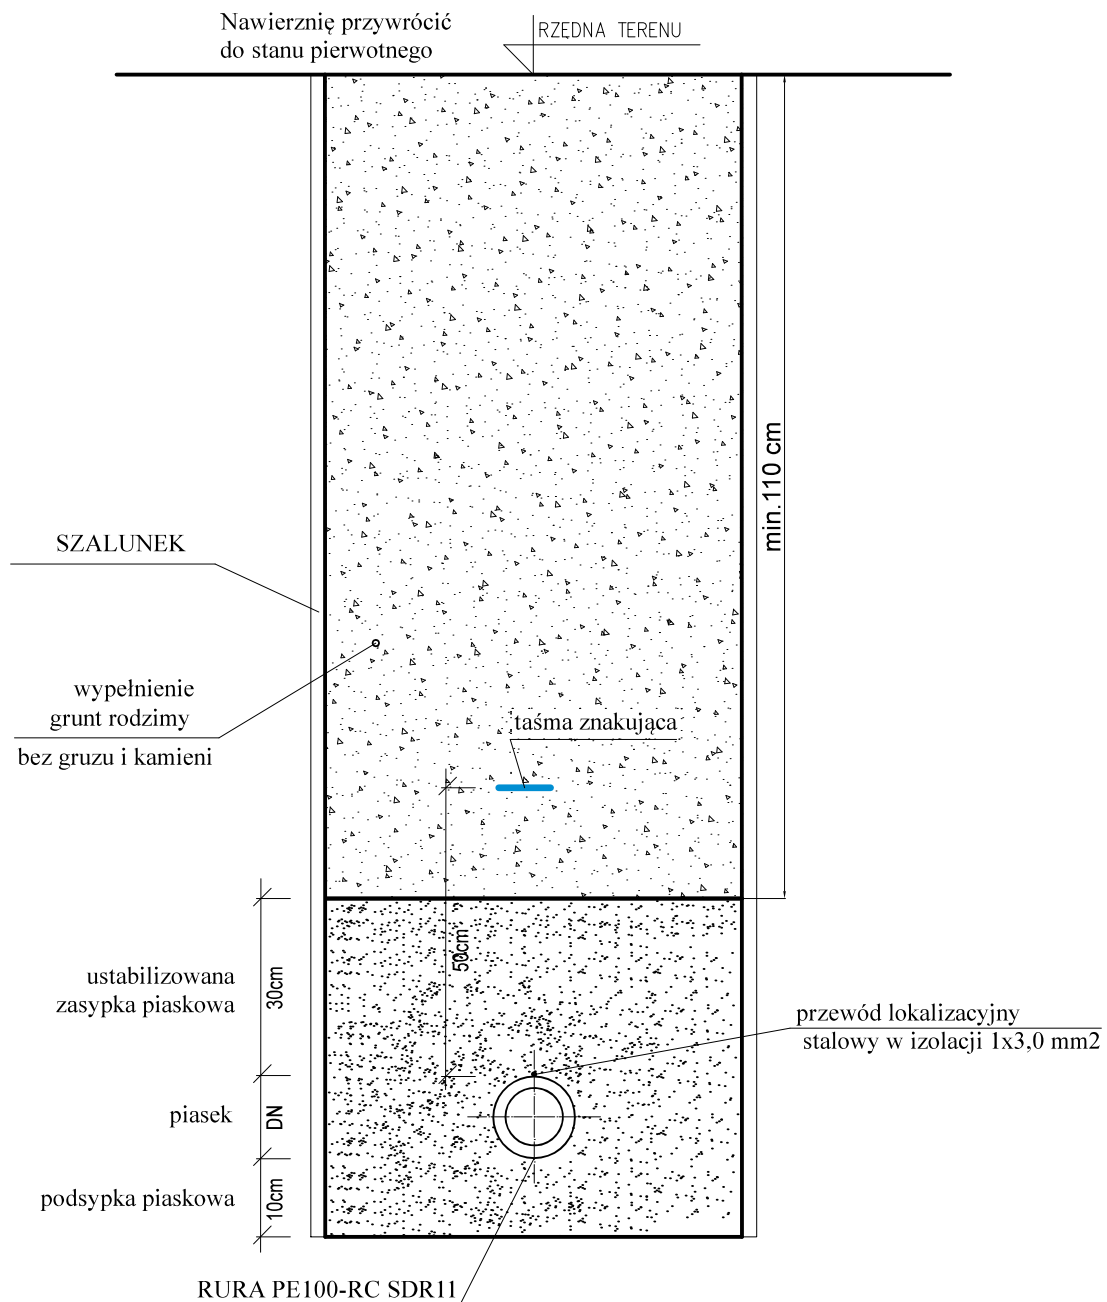 Nawierznię przywrócić
do stanu pierwotnego
RZĘDNA TERENU
min.110 cm
SZALUNEK
wypełnienie
grunt rodzimy
bez gruzu i kamieni
taśma znakująca
50cm
ustabilizowana
zasypka piaskowa
30cm
przewód lokalizacyjny
stalowy w izolacji 1x3,0 mm2
piasek
DN
podsypka piaskowa
10cm
RURA PE100-RC SDR11